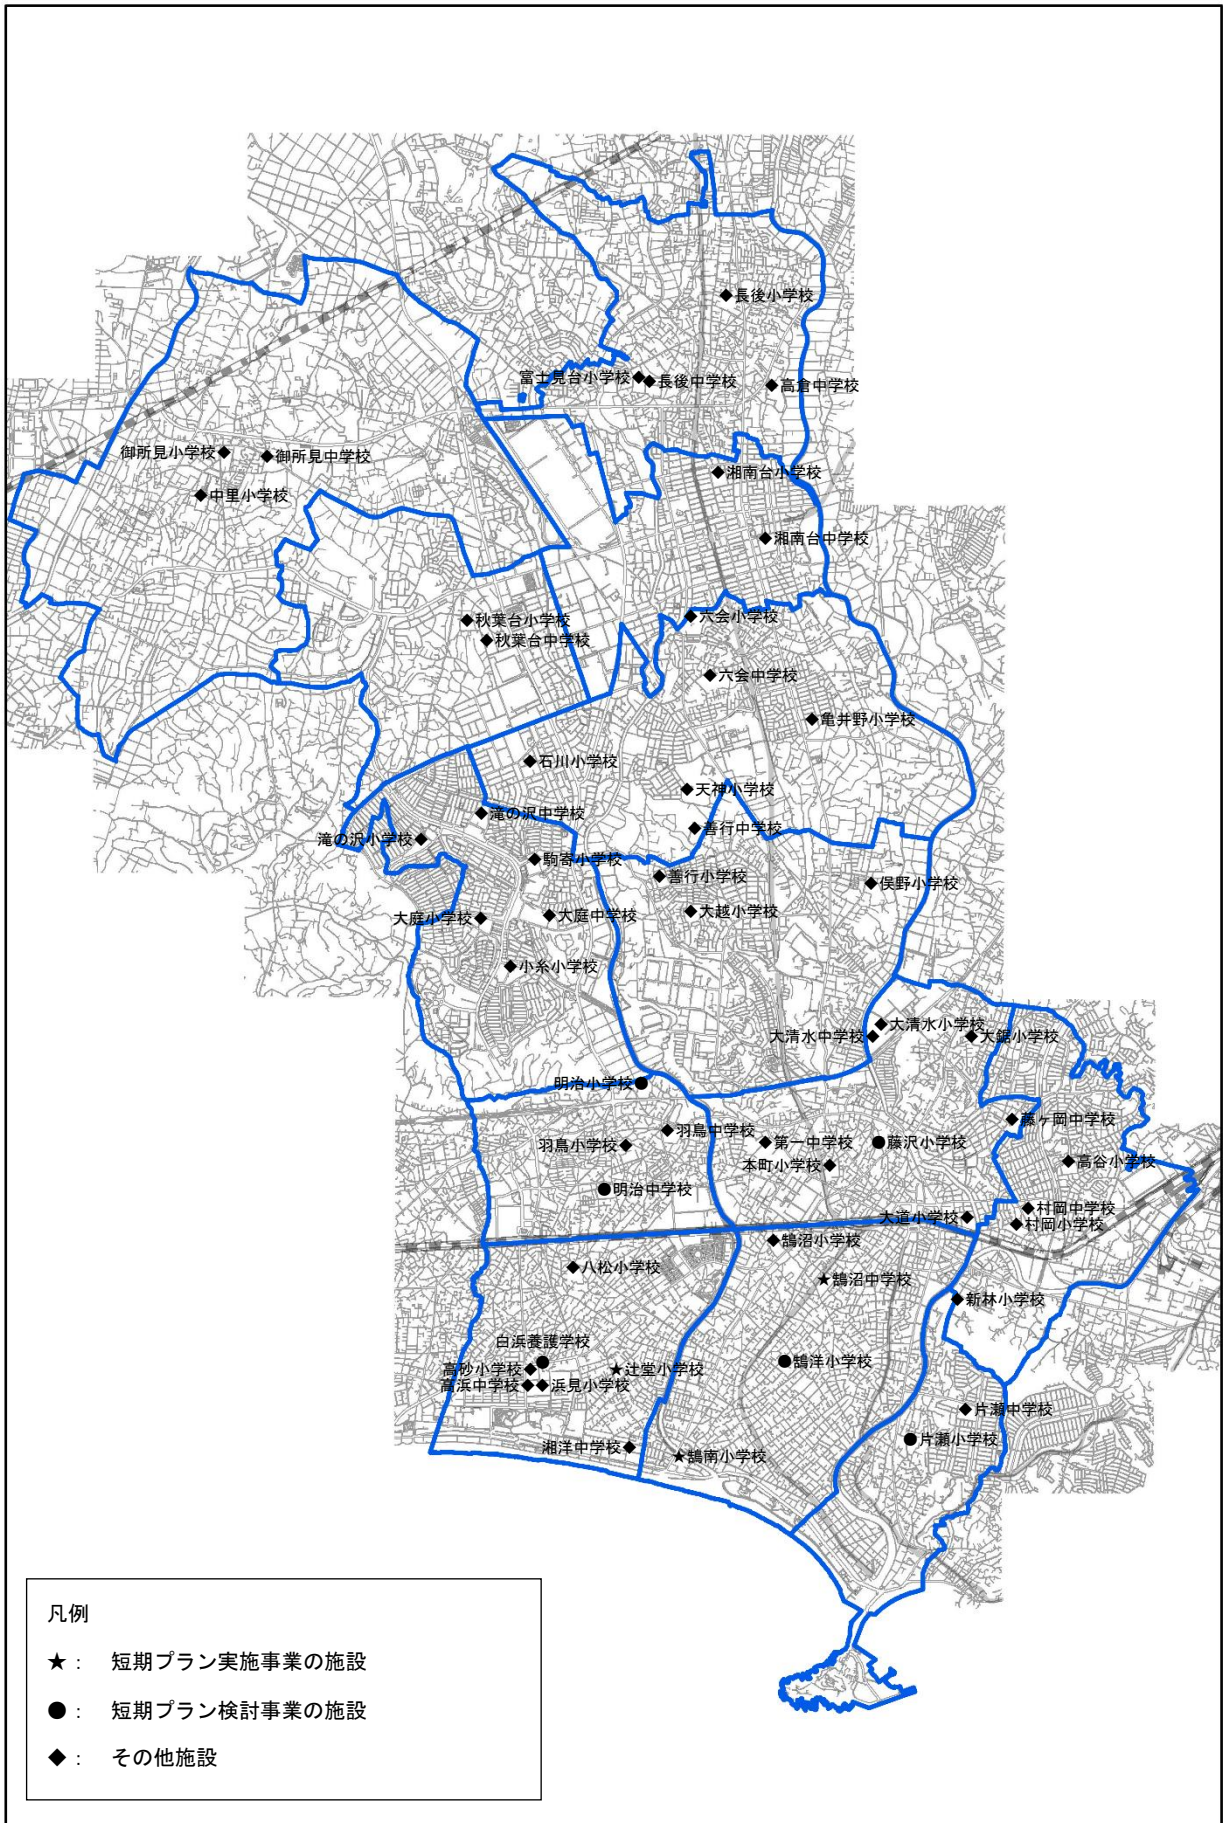 ◆長後小学校
富士見台小学校◆
◆長後中学校
◆高倉中学校
御所見小学校◆
◆御所見中学校
◆湘南台小学校
◆中里小学校
◆湘南台中学校
◆秋葉台小学校
◆六会小学校
◆秋葉台中学校
◆六会中学校
◆亀井野小学校
◆石川小学校
◆天神小学校
◆滝の沢中学校
◆善行中学校
滝の沢小学校◆
◆駒寄小学校
◆善行小学校
◆俣野小学校
大庭小学校◆
◆大庭中学校
◆大越小学校
◆小糸小学校
◆大清水小学校
大清水中学校◆
◆大鋸小学校
明治小学校●
◆藤ヶ岡中学校
◆羽鳥中学校
羽鳥小学校◆
◆第一中学校
●藤沢小学校
本町小学校◆
◆高谷小学校
●明治中学校
◆村岡中学校
大道小学校◆
◆村岡小学校
◆鵠沼小学校
◆八松小学校
★鵠沼中学校
◆新林小学校
白浜養護学校
●
●鵠洋小学校
高砂小学校◆
★辻堂小学校
高浜中学校◆
◆浜見小学校
◆片瀬中学校
●片瀬小学校
湘洋中学校◆
★鵠南小学校
凡例
★： 短期プラン実施事業の施設
●： 短期プラン検討事業の施設
◆： その他施設